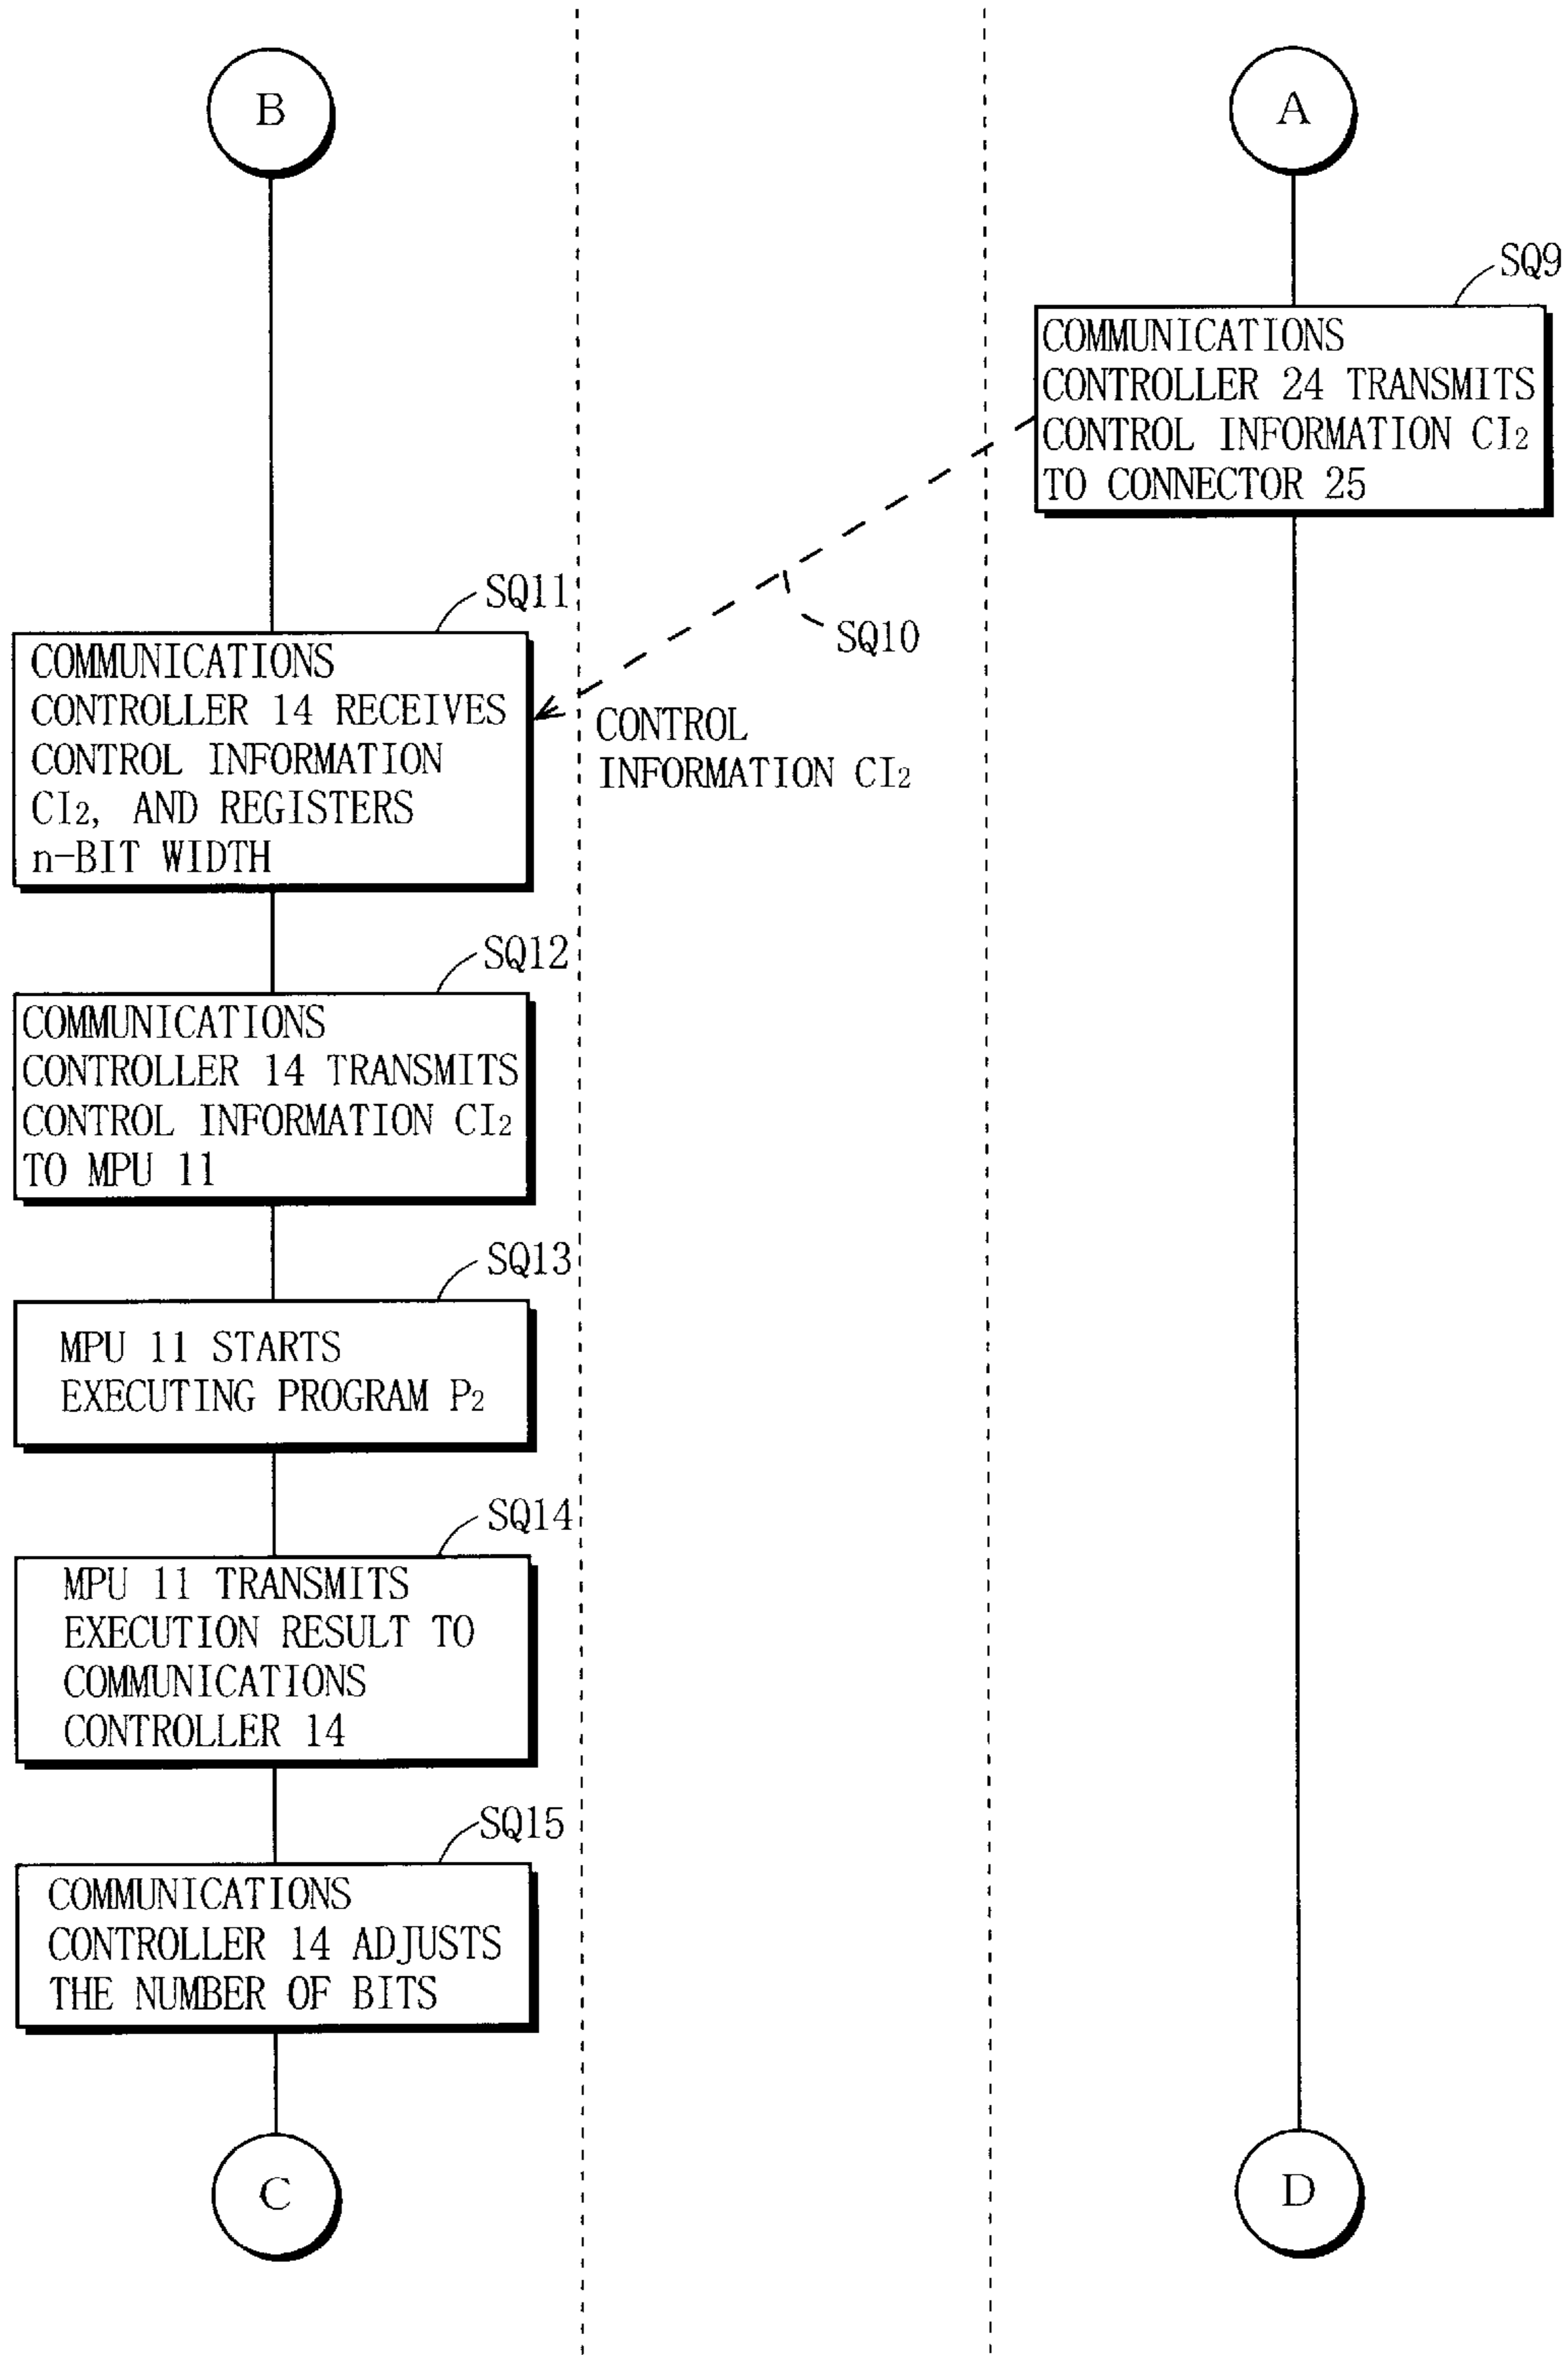 B
A
SQ9
COMMUNICATIONS
CONTROLLER 24 TRANSMITS
CONTROL INFORMATION CI₂
TO CONNECTOR 25
SQ10
CONTROL
INFORMATION CI₂
SQ11
COMMUNICATIONS
CONTROLLER 14 RECEIVES
CONTROL INFORMATION
CI₂, AND REGISTERS
n-BIT WIDTH
SQ12
COMMUNICATIONS
CONTROLLER 14 TRANSMITS
CONTROL INFORMATION CI₂
TO MPU 11
SQ13
MPU 11 STARTS
EXECUTING PROGRAM P₂
SQ14
MPU 11 TRANSMITS
EXECUTION RESULT TO
COMMUNICATIONS
CONTROLLER 14
SQ15
COMMUNICATIONS
CONTROLLER 14 ADJUSTS
THE NUMBER OF BITS
C
D